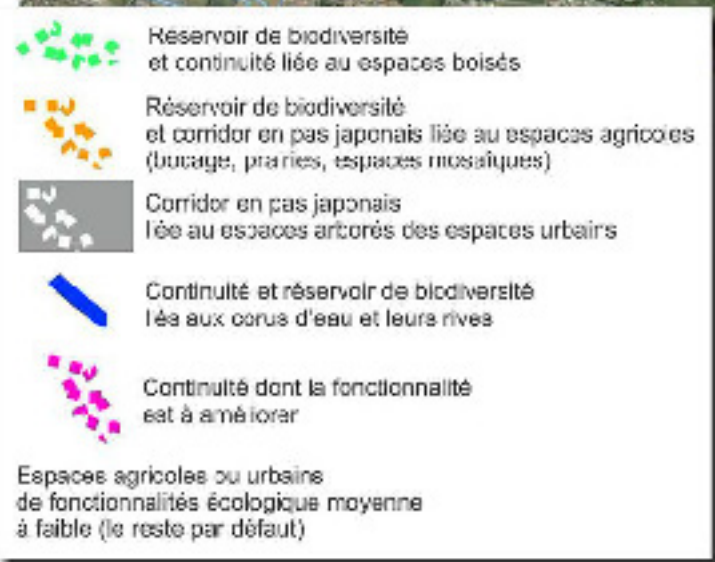 Réservoir de biodiversité
et continuité liée au espaces boisés
Réservoir de biodiversité
et corridor en pas japonais liée au espaces agricoles
(bocage, prairies, espaces mosaïques)
Corridor en pas japonais
liée au espaces arborés des espaces urbains
Continuité et réservoir de biodiversité
liés aux corus d'eau et leurs rives
Continuité dont la fonctionnalité
est à améliorer
Espaces agricoles ou urbains
de fonctionnalités écologique moyenne
à faible (le reste par défaut)